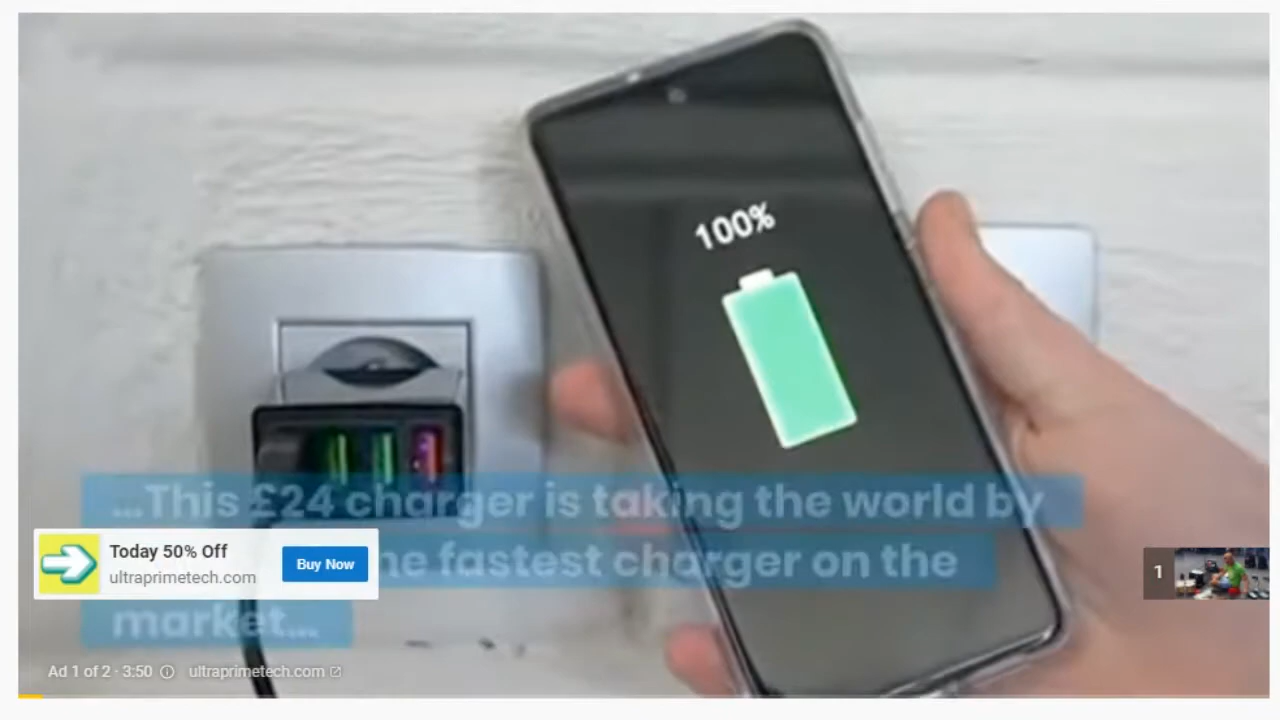 100%
...This £24 charger is taking the world by
he fastest charger on the
market...
Today 50% Off
ultraprimetech.com
Buy Now
1
Ad 1 of 2 · 3:50
ultraprimetech.com